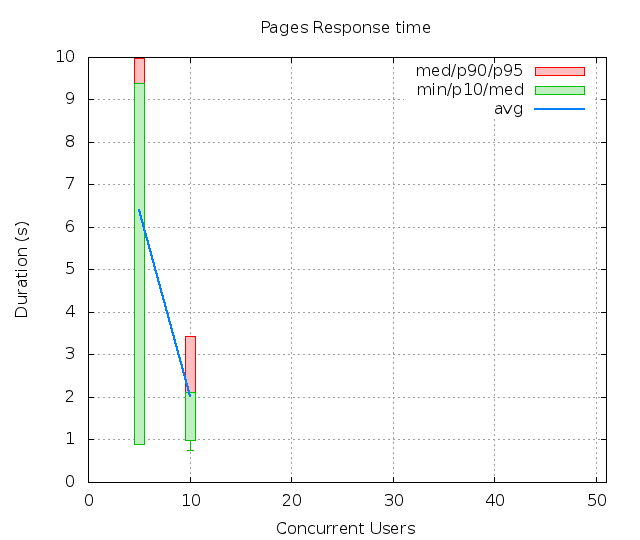 Pages Response time
med/p90/p95
min/p10/med
avg
10
9
8
7
6
5
4
3
2
1
0
Duration (s)
0 10 20 30 40 50
Concurrent Users